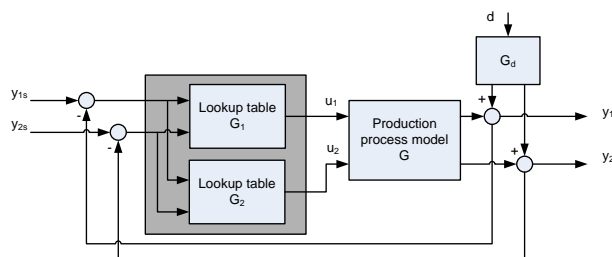 d
G_d
y_1s
y_2s
-
-
Lookup table
G_1
Lookup table
G_2
u_1
u_2
Production
process model
G
+
+
y_1
y_2